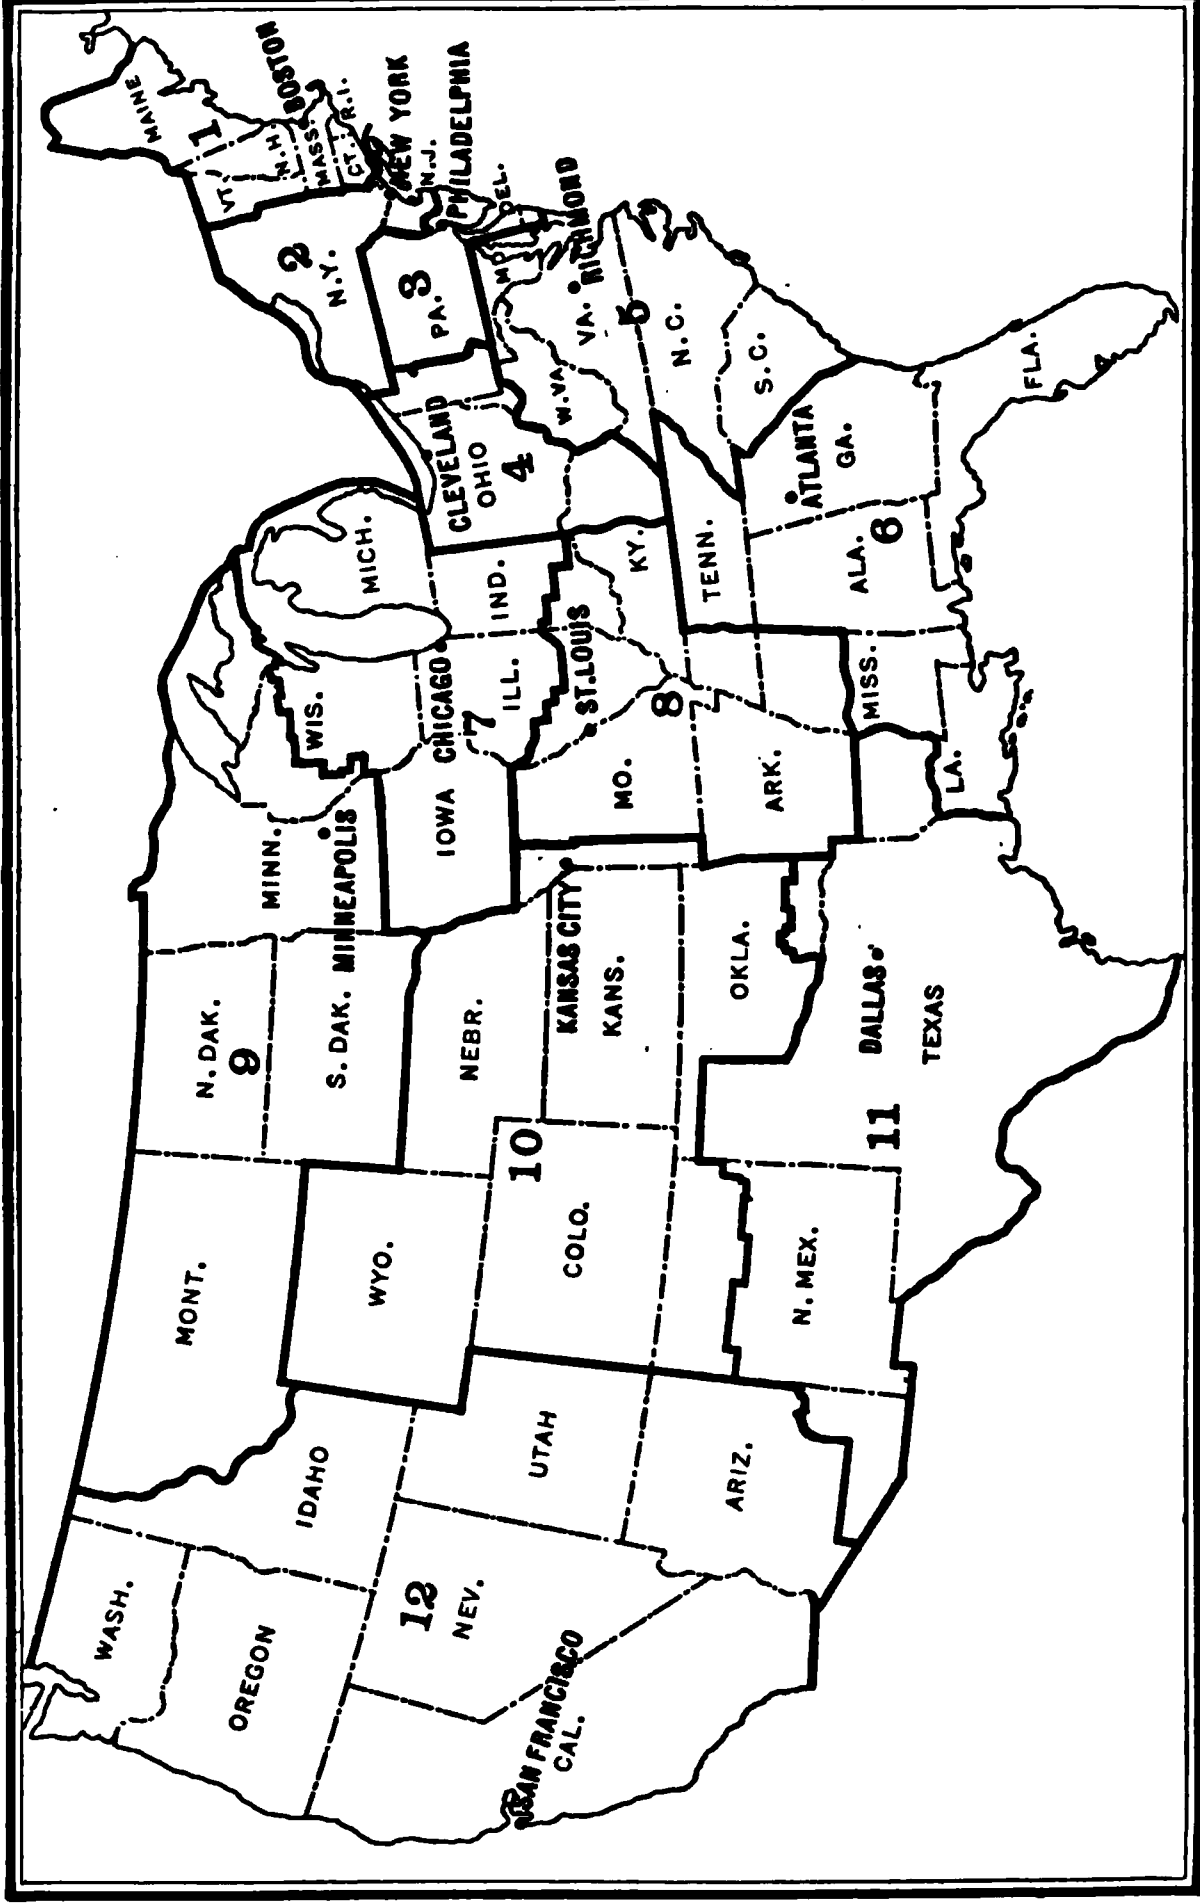 WASH.
OREGON
IDAHO
MONT.
N. DAK.
9
S. DAK.
MINN.
MINNEAPOLIS
WIS.
MICH.
MAINE
1
VT.
N.H.
BOSTON
MASS.
CT.
R.I.
2
N.Y.
NEW YORK
N.J.
3
PA.
PHILADELPHIA
DEL.
MD
12
NEV.
SAN FRANCISCO
CAL.
UTAH
WYO.
10
COLO.
NEBR.
KANSAS CITY
KANS.
IOWA
CHICAGO
7
ILL.
IND.
CLEVELAND
OHIO
4
W.VA.
VA.
RICHMOND
5
ST. LOUIS
MO.
8
KY.
TENN.
N.C.
S.C.
ARIZ.
N. MEX.
OKLA.
ARK.
DALLAS
TEXAS
11
LA.
MISS.
ALA.
6
ATLANTA
GA.
FLA.